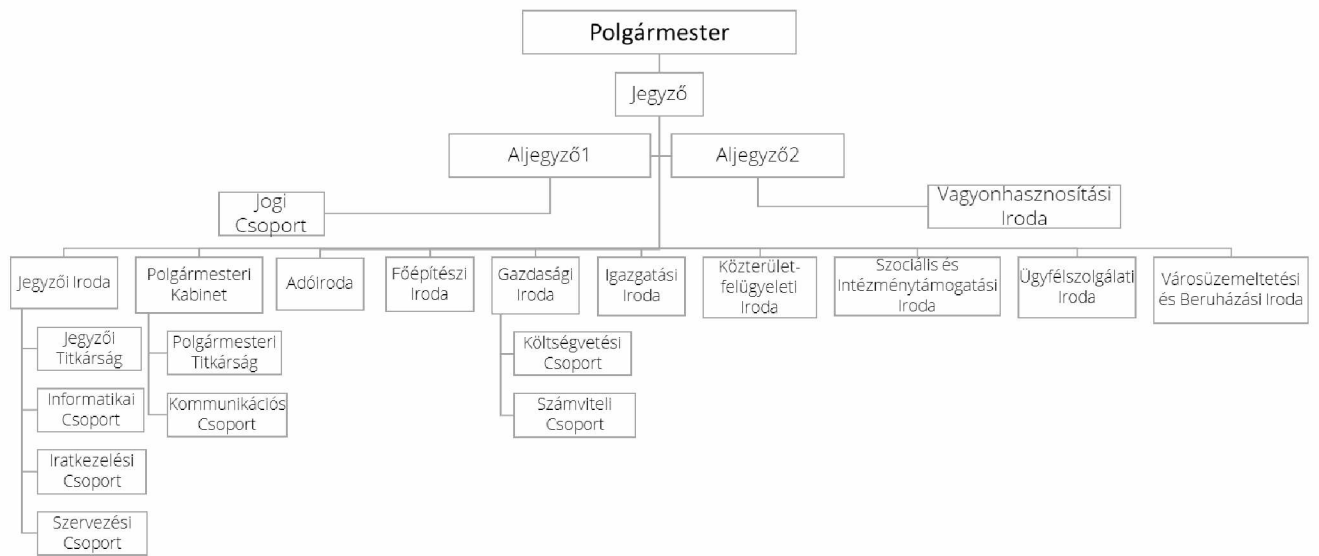 Polgármester
Jegyző
Aljegyző1
Aljegyző2
Jogi
Csoport
Vagyonhasznosítási
Iroda
Jegyzői Iroda
Polgármesteri
Kabinet
Adóiroda
Főépítészi
Iroda
Gazdasági
Iroda
Igazgatási
Iroda
Közterület-
felügyeleti
Iroda
Szociális és
Intézménytámogatási
Iroda
Ügyfélszolgálati
Iroda
Városüzemeltetési
és Beruházási Iroda
Jegyzői
Titkárság
Informatikai
Csoport
Iratkezelési
Csoport
Szervezési
Csoport
Polgármesteri
Titkárság
Kommunikációs
Csoport
Költségvetési
Csoport
Számviteli
Csoport